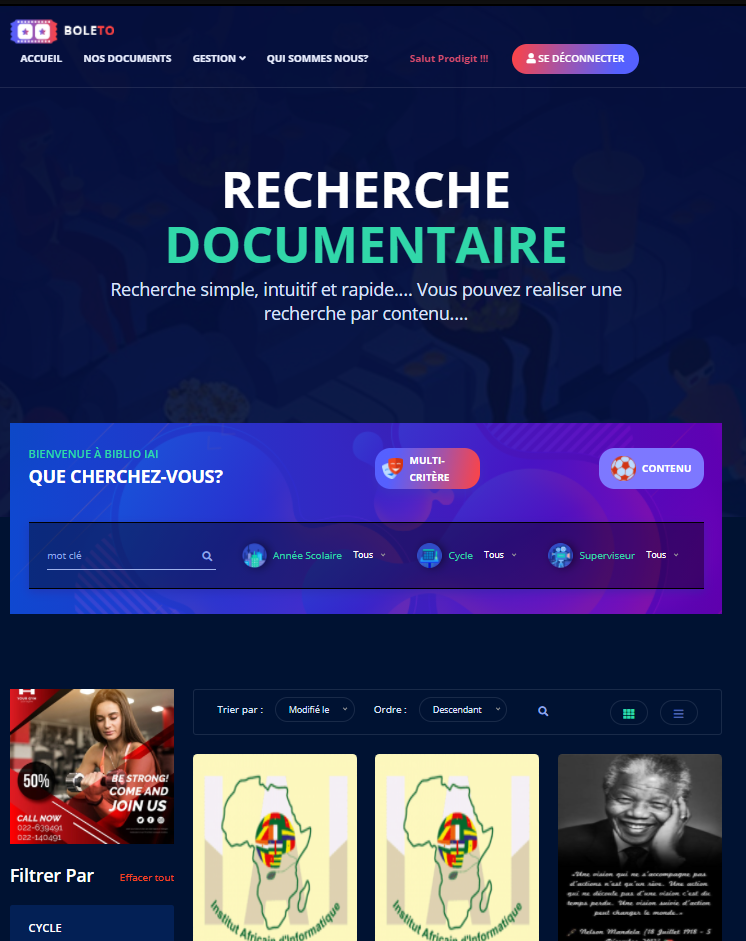 BOLETO
ACCUEIL NOS DOCUMENTS GESTION QUI SOMMES NOUS? Salut Prodigit !!! SE DÉCONNECTER
RECHERCHE
DOCUMENTAIRE
Recherche simple, intuitif et rapide.... Vous pouvez realiser une
recherche par contenu....
BIENVENUE À BIBLIO IAI
QUE CHERCHEZ-VOUS?
MULTI-
CRITÈRE
CONTENU
mot clé Année Scolaire Tous Cycle Tous Superviseur Tous
Trier par : Modifié le Ordre : Descendant
50%
BE STRONG!
COME AND
JOIN US
CALL NOW
022-639491
022-140491
Filtrer Par Effacer tout
CYCLE
Institut Africain d'Informatique
Institut Africain d'Informatique
«Une vision qui ne s'accompagne pas
d'actions n'est qu'un rêve. Une action
qui ne découle pas d'une vision c'est du
temps perdu. Une vision suivie d'action
peut changer le monde.»
Nelson Mandela (18 Juillet 1918 - 5